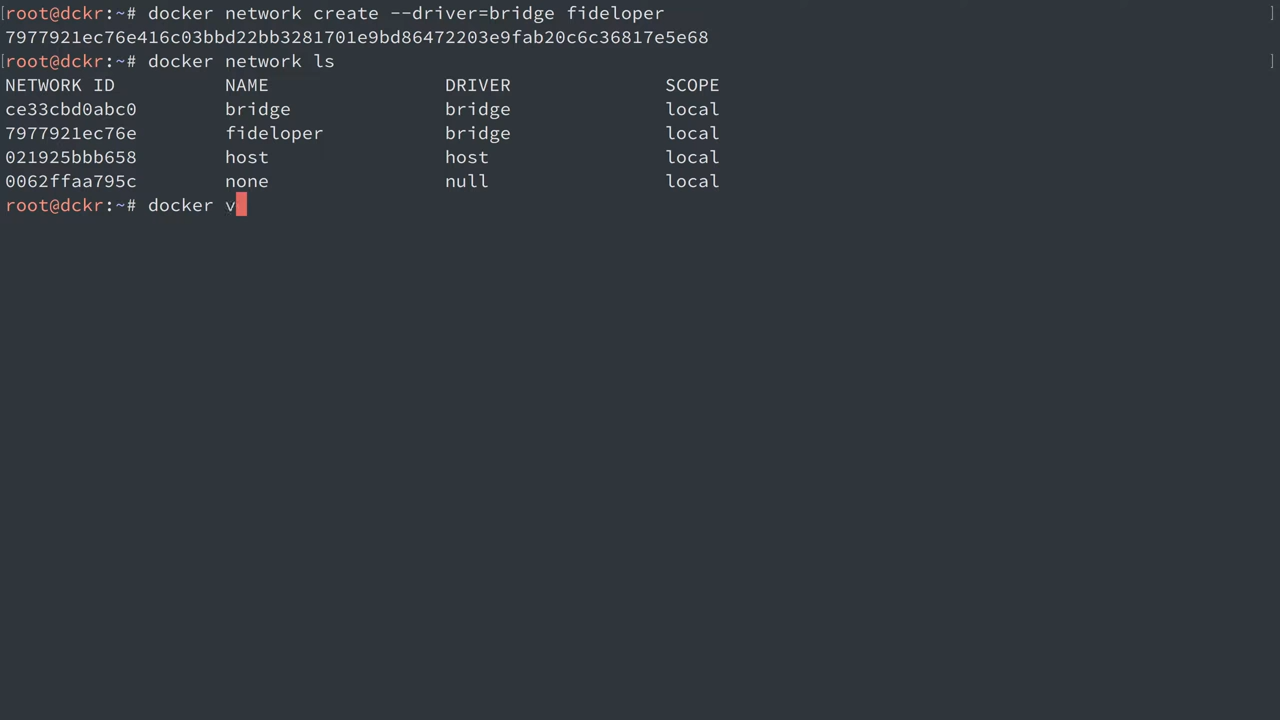 [root@dckr:~# docker network create --driver=bridge fideloper ]
7977921ec76e416c03bbd22bb3281701e9bd86472203e9fab20c6c36817e5e68
[root@dckr:~# docker network ls ]
NETWORK ID NAME DRIVER SCOPE
ce33cbd0abc0 bridge bridge local
7977921ec76e fideloper bridge local
021925bbb658 host host local
0062ffaa795c none null local
root@dckr:~# docker v